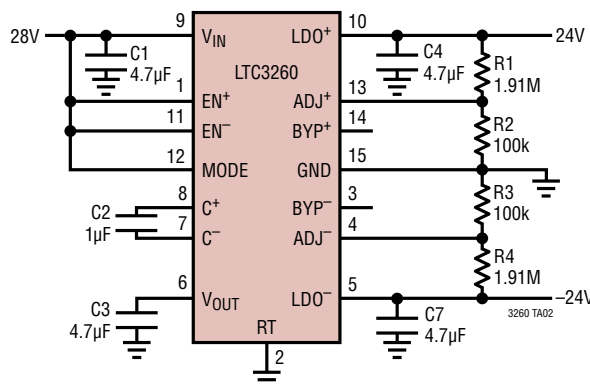 28V
9
VIN
C1
4.7µF
LTC3260
LDO+
10
24V
C4
4.7µF
R1
1.91M
1
EN+
ADJ+
13
11
EN–
BYP+
14
R2
100k
12
MODE
GND
15
8
C+
BYP–
3
R3
100k
C2
1µF
7
C–
ADJ–
4
6
VOUT
LDO–
5
R4
1.91M
–24V
3260 TA02
C3
4.7µF
RT
2
C7
4.7µF